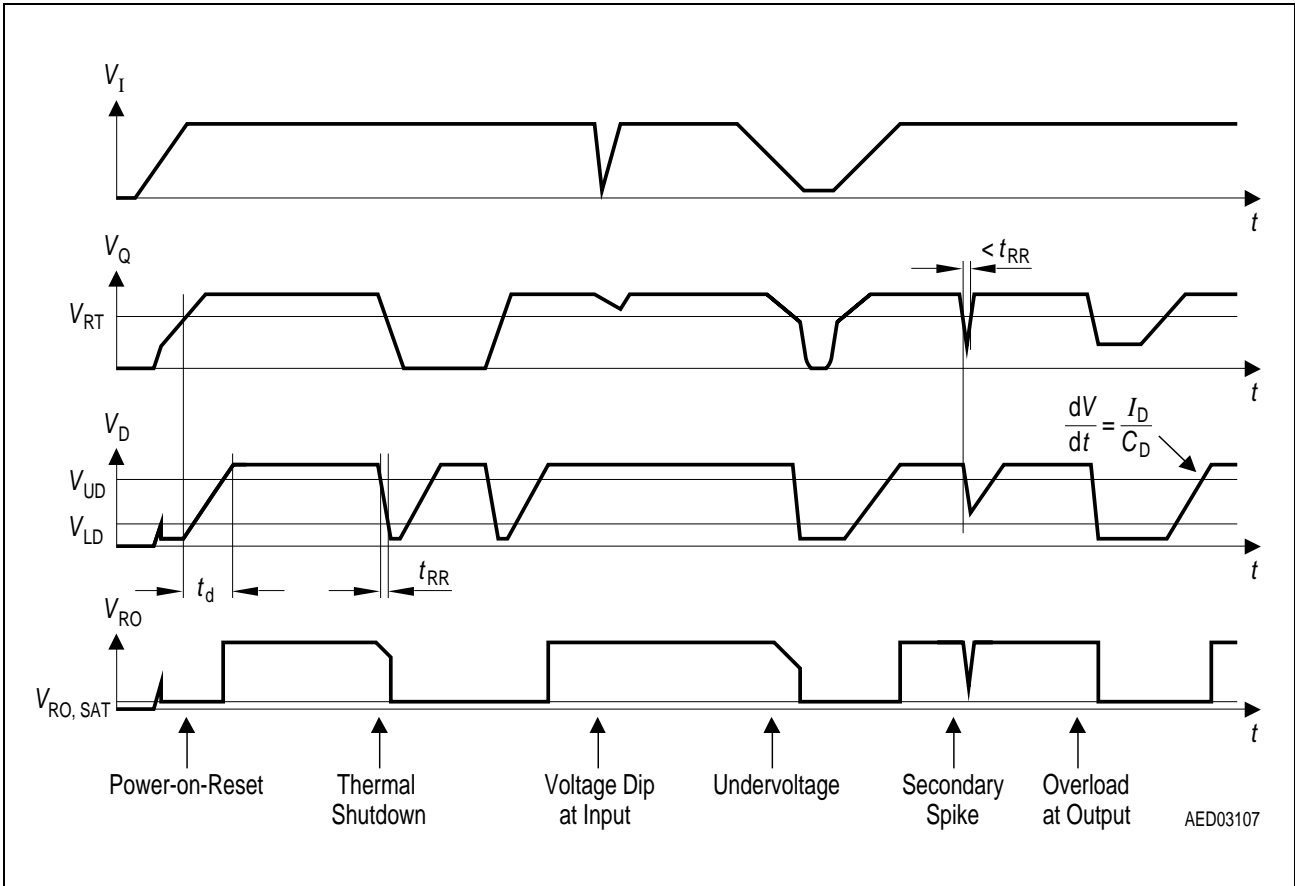 V_I
t
V_Q
< t_RR
V_RT
t
V_D
dV/dt = I_D/C_D
V_UD
V_LD
t
t_d
t_RR
V_RO
V_RO, SAT
t
Power-on-Reset
Thermal
Shutdown
Voltage Dip
at Input
Undervoltage
Secondary
Spike
Overload
at Output
AED03107